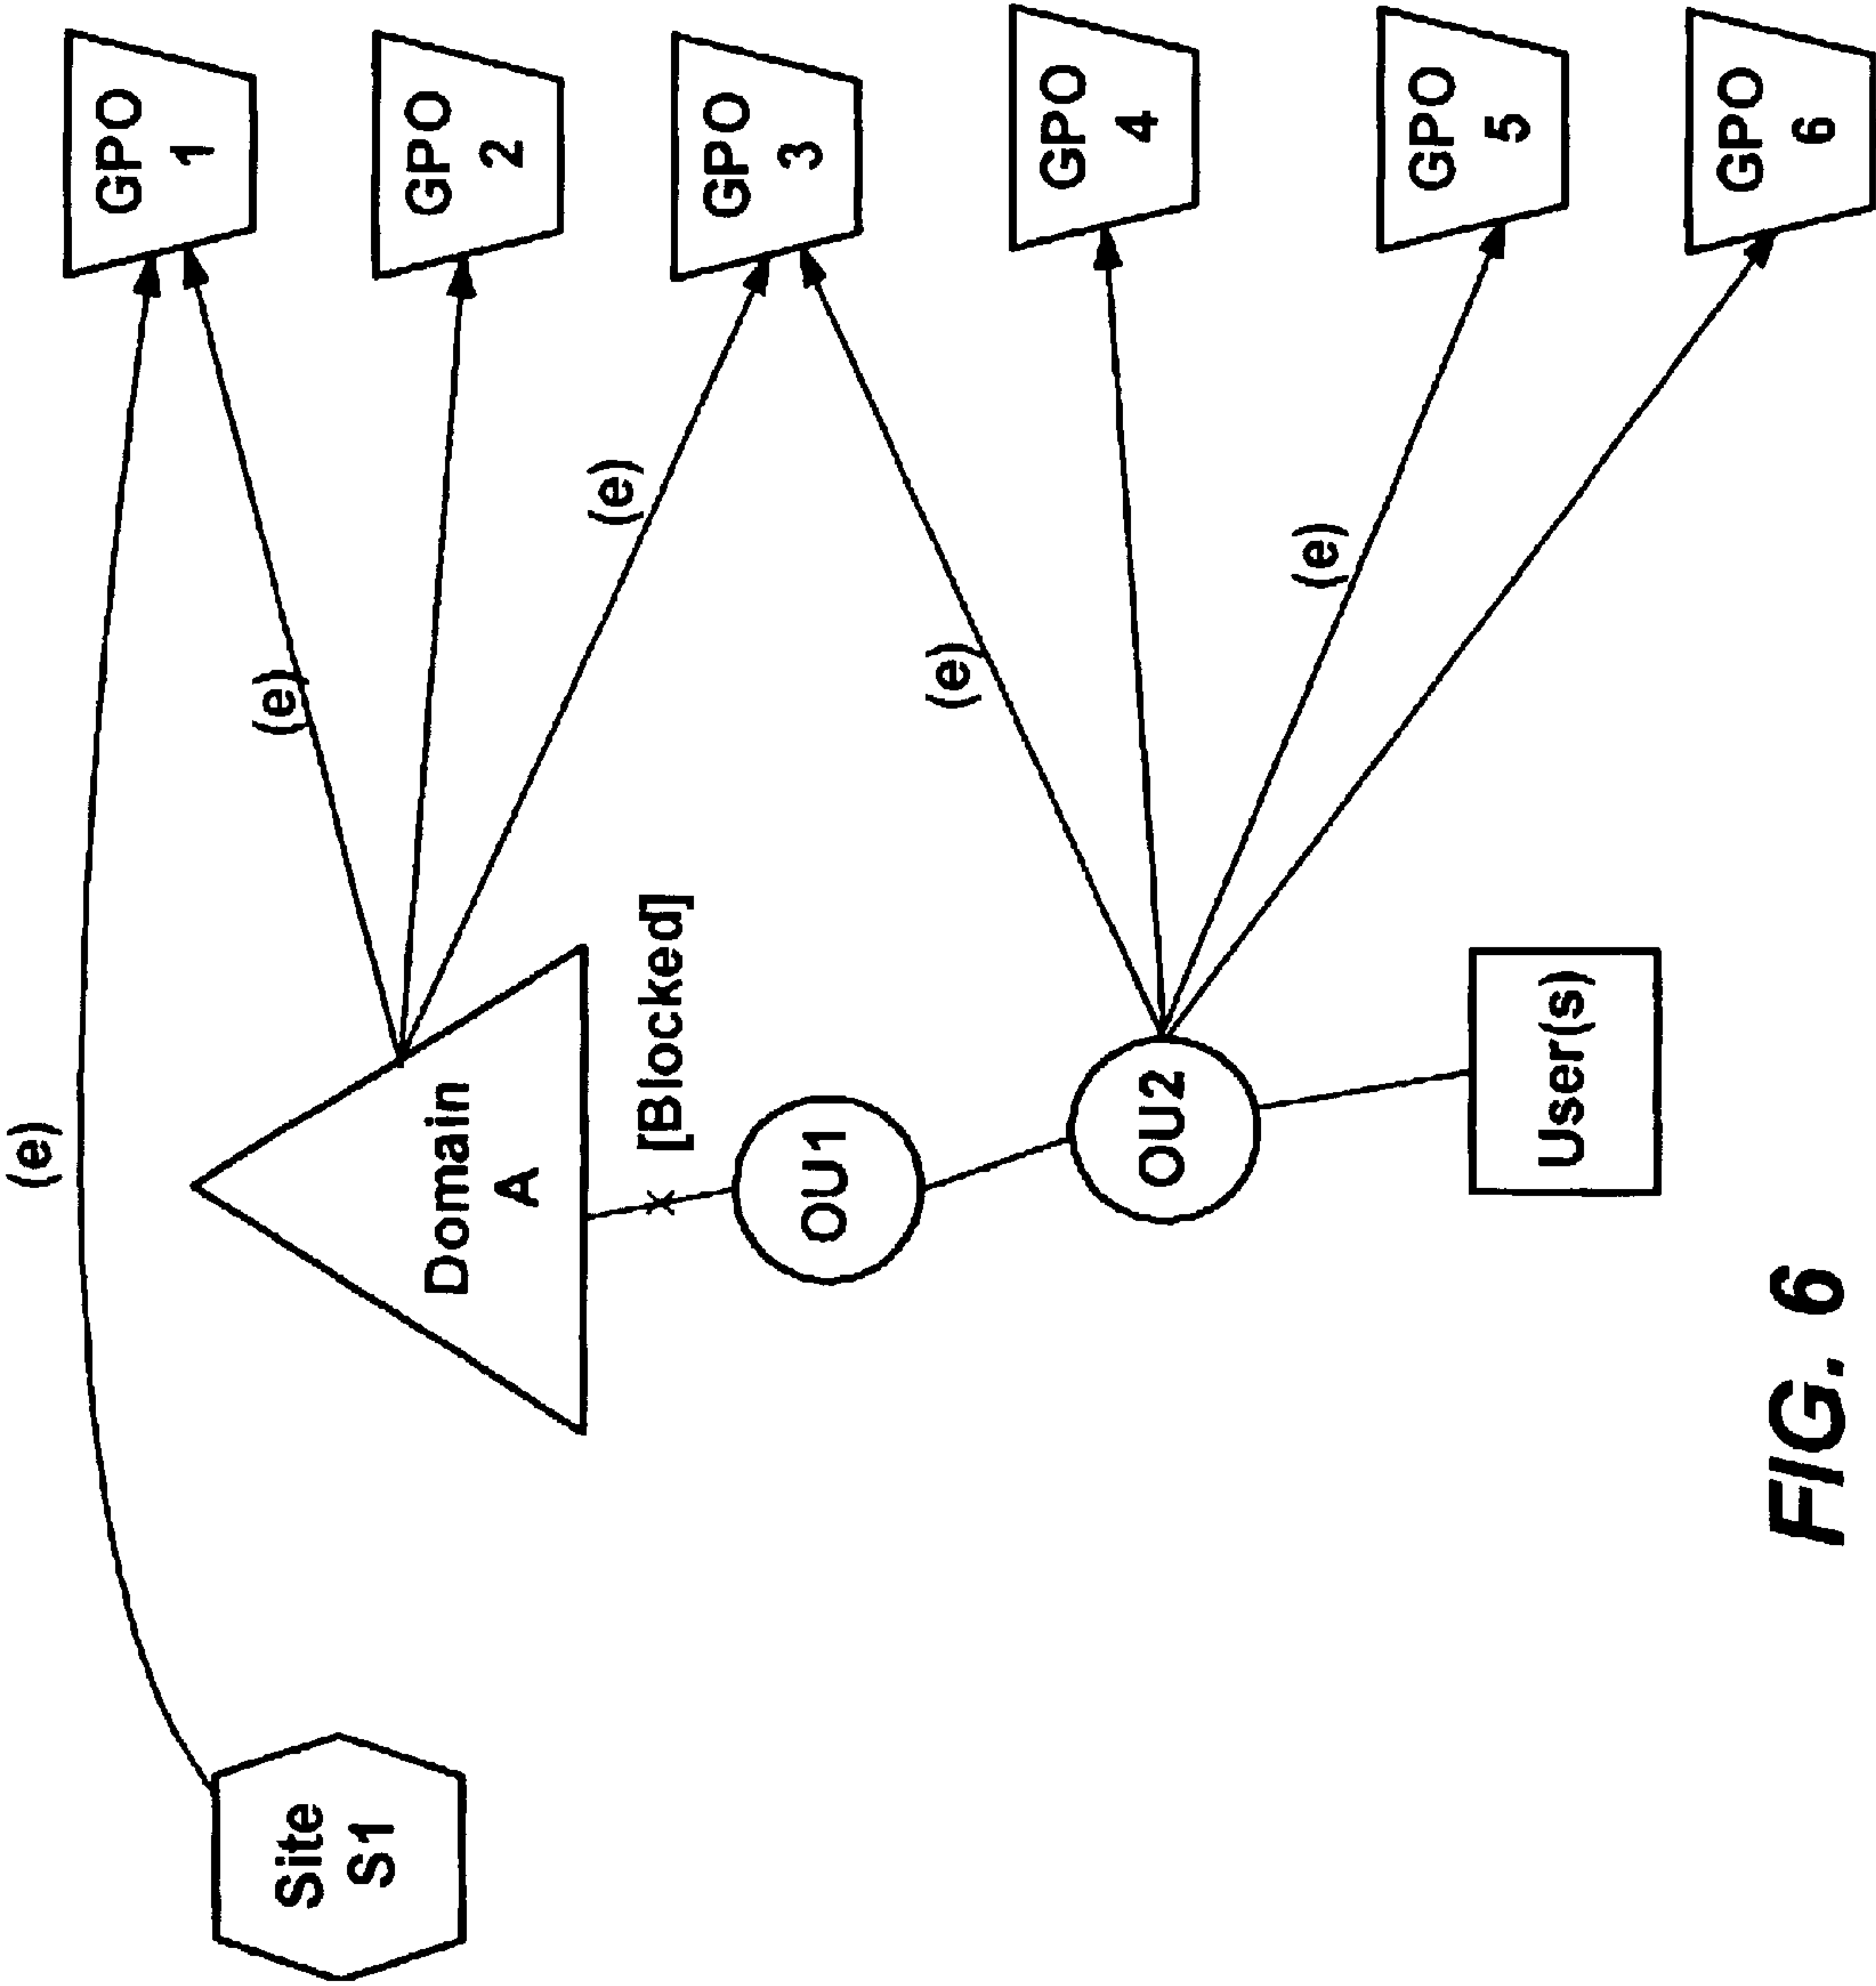 (e)
GPO
1
Site
S1
Domain
A
(e)
GPO
2
(e)
GPO
3
[Blocked]
OU1
(e)
GPO
4
OU2
(e)
GPO
5
User(s)
GPO
6
FIG. 6